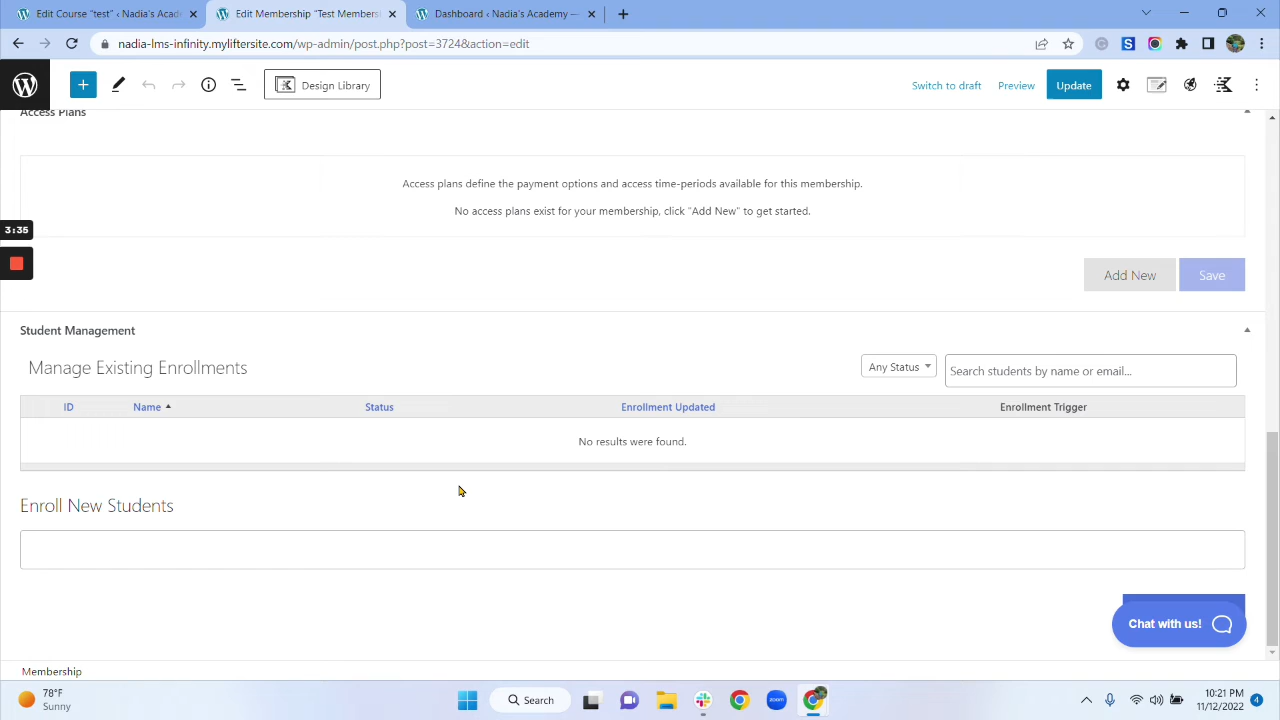 Edit Course "test" ‹ Nadia's Acade
Edit Membership "Test members
Dashboard ‹ Nadia's Academy —
nadia-lms-infinity.myliftersite.com/wp-admin/post.php?post=3724&action=edit
Design Library
Switch to draft
Preview
Update
Access Plans
Access plans define the payment options and access time-periods available for this membership.
No access plans exist for your membership, click "Add New" to get started.
3:35
Add New
Save
Student Management
Manage Existing Enrollments
Any Status
Search students by name or email...
ID
Name
Status
Enrollment Updated
Enrollment Trigger
No results were found.
Enroll New Students
Chat with us!
Membership
78°F
Sunny
Search
zoom
10:21 PM
11/12/2022
4